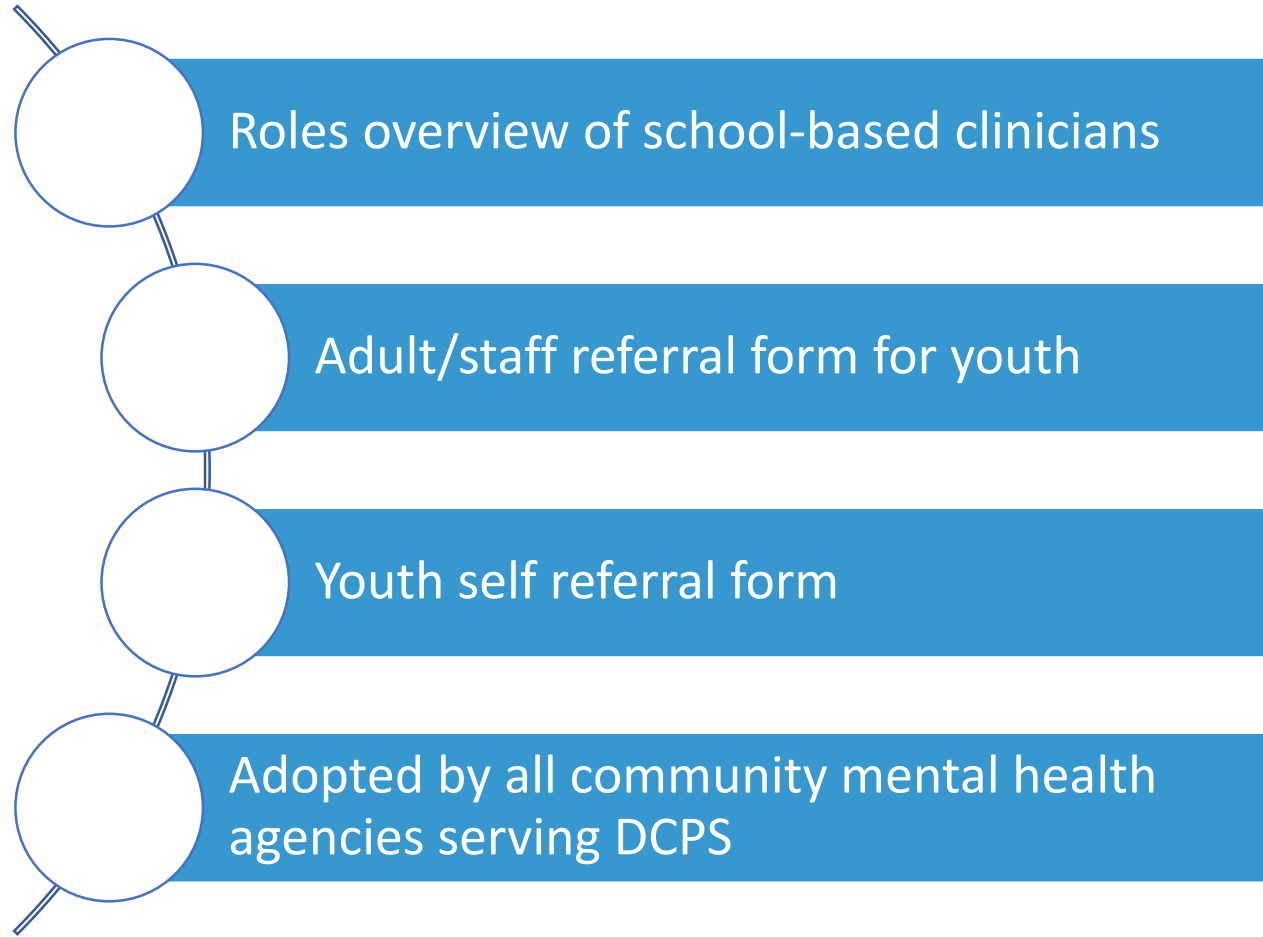 Roles overview of school-based clinicians
Adult/staff referral form for youth
Youth self referral form
Adopted by all community mental health
agencies serving DCPS